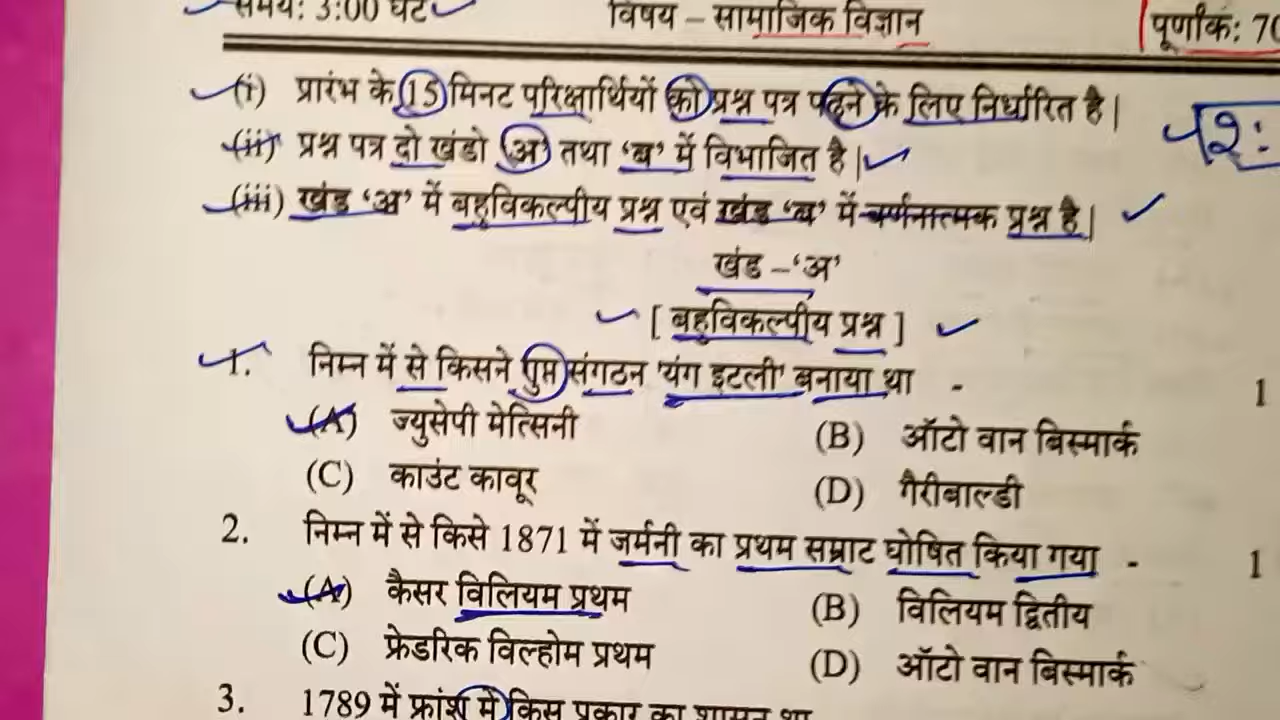 समय: 3:00 घंटे विषय – सामाजिक विज्ञान पूर्णांक: 70
(i) प्रारंभ के 15 मिनट परिक्षार्थियों को प्रश्न पत्र पढ़ने के लिए निर्धारित है|
(ii) प्रश्न पत्र दो खंडो 'अ' तथा 'ब' में विभाजित है|
(iii) खंड 'अ' में बहुविकल्पीय प्रश्न एवं खंड 'ब' में वर्णनात्मक प्रश्न है|
खंड –'अ'
[ बहुविकल्पीय प्रश्न ]
1. निम्न में से किसने गुप्त संगठन 'यंग इटली' बनाया था - 1
(A) ज्युसेपी मेत्सिनी (B) ऑटो वान बिस्मार्क
(C) काउंट कावूर (D) गैरीबाल्डी
2. निम्न में से किसे 1871 में जर्मनी का प्रथम सम्राट घोषित किया गया - 1
(A) कैसर विलियम प्रथम (B) विलियम द्वितीय
(C) फ्रेडरिक विल्होम प्रथम (D) ऑटो वान बिस्मार्क
3. 1789 में फ्रांश में किस प्रकार का शासन था